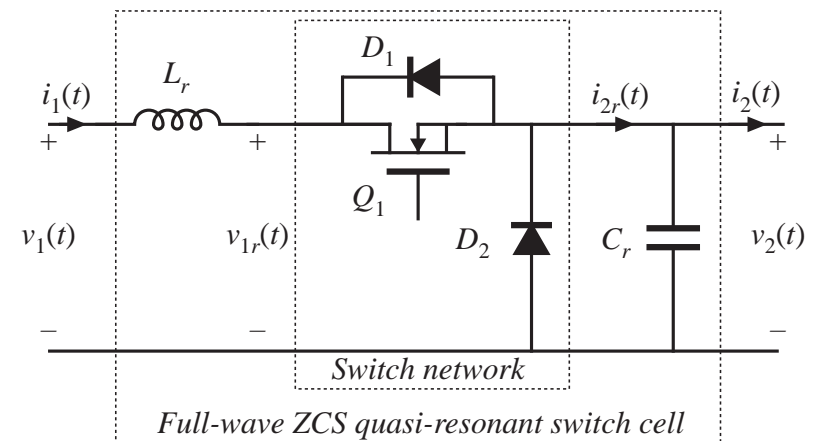 D₁
Lᵣ
i₁(t)
i₂ᵣ(t)
i₂(t)
+
+
+
Q₁
v₁(t)
v₁ᵣ(t)
D₂
Cᵣ
v₂(t)
–
–
–
Switch network
Full-wave ZCS quasi-resonant switch cell